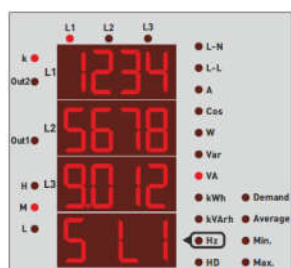 L1 L2 L3
k
Out2 L1 1234
L2 5678
Out1
H L3 9.012
M
L 5 L1
L-N
L-L
A
Cos
W
Var
VA
kWh Demand
kVArh Average
Hz Min.
HD Max.